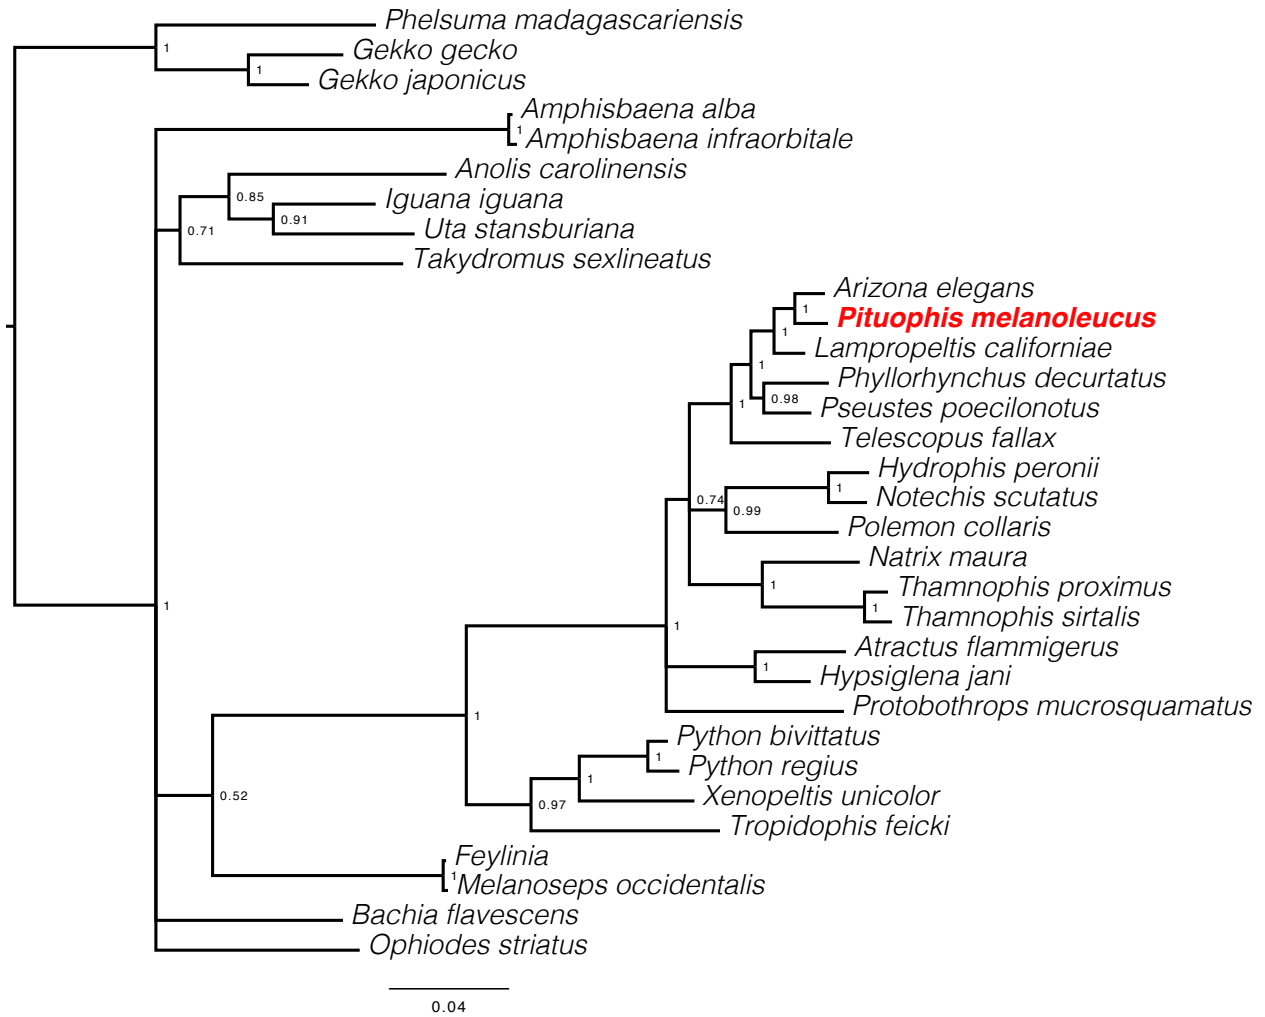 Phelsuma madagascariensis
1
Gekko gecko
1
Gekko japonicus
Amphisbaena alba
1
Amphisbaena infraorbitale
Anolis carolinensis
0.85
Iguana iguana
0.91
Uta stansburiana
0.71
Takydromus sexlineatus
Arizona elegans
1
Pituophis melanoleucus
1
Lampropeltis californiae
1
Phyllorhynchus decurtatus
0.98
1
Pseustes poecilonotus
Telescopus fallax
Hydrophis peronii
1
Notechis scutatus
0.74
0.99
Polemon collaris
Natrix maura
1
Thamnophis proximus
1
Thamnophis sirtalis
1
1
Atractus flammigerus
1
Hypsiglena jani
Protobothrops mucrosquamatus
1
Python bivittatus
1
Python regius
1
Xenopeltis unicolor
0.52
0.97
Tropidophis feicki
Feylinia
1
Melanoseps occidentalis
Bachia flavescens
Ophiodes striatus
0.04